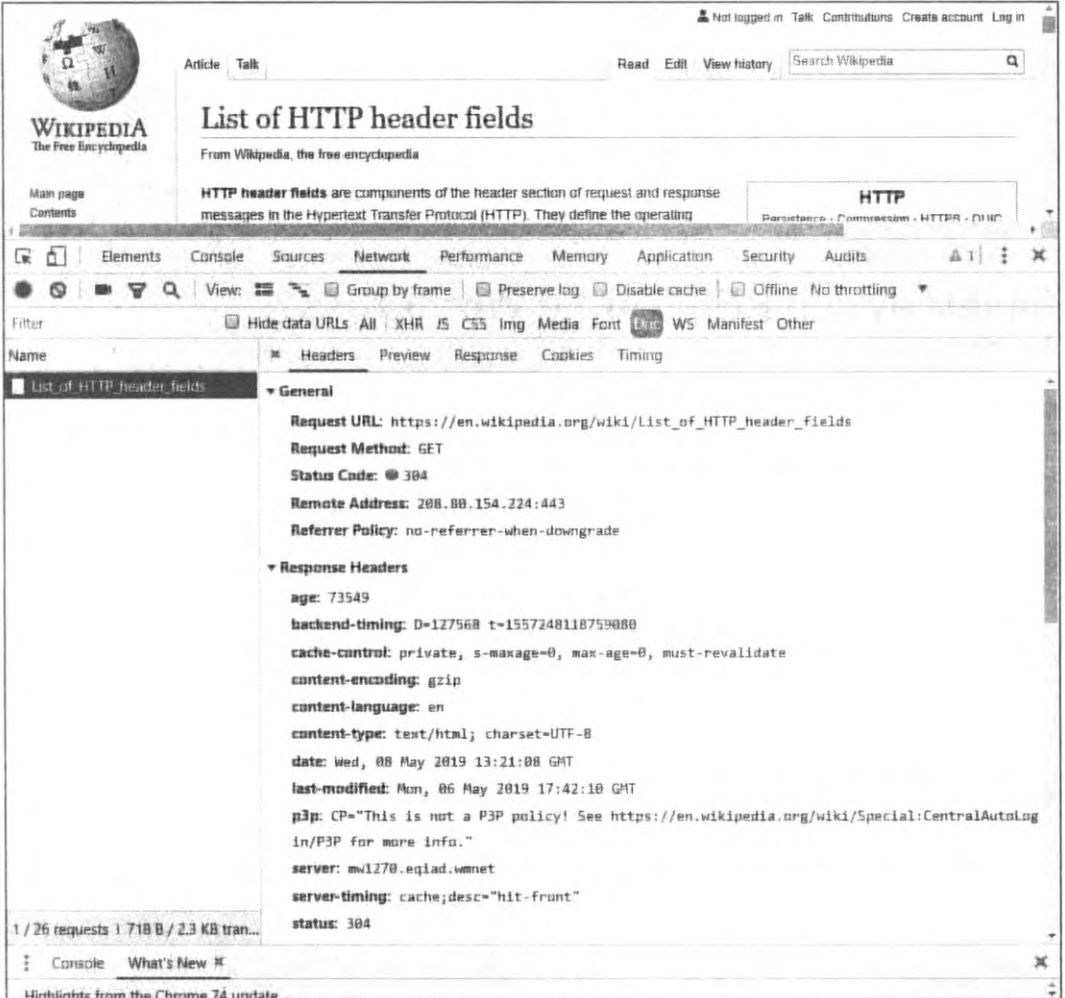 Not logged in Talk Contributions Create account Log in
Article Talk Read Edit View history Search Wikipedia
WIKIPEDIA
The Free Encyclopedia
List of HTTP header fields
From Wikipedia, the free encyclopedia
Main page
Contents
HTTP header fields are components of the header section of request and response
messages in the Hypertext Transfer Protocol (HTTP). They define the operating
HTTP
Persistence · Compression · HTTPS · QUIC
Elements Console Sources Network Performance Memory Application Security Audits 1
View: Group by frame Preserve log Disable cache Offline No throttling
Filter Hide data URLs All XHR JS CSS Img Media Font Doc WS Manifest Other
Name Headers Preview Response Cookies Timing
List_of_HTTP_header_fields
General
Request URL: https://en.wikipedia.org/wiki/List_of_HTTP_header_fields
Request Method: GET
Status Code: 304
Remote Address: 208.80.154.224:443
Referrer Policy: no-referrer-when-downgrade
Response Headers
age: 73549
backend-timing: D=127568 t=1557248118759080
cache-control: private, s-maxage=0, max-age=0, must-revalidate
content-encoding: gzip
content-language: en
content-type: text/html; charset=UTF-8
date: Wed, 08 May 2019 13:21:08 GMT
last-modified: Mon, 06 May 2019 17:42:10 GMT
p3p: CP="This is not a P3P policy! See https://en.wikipedia.org/wiki/Special:CentralAutoLog
in/P3P for more info."
server: mw1270.eqiad.wmnet
server-timing: cache;desc="hit-front"
status: 304
1 / 26 requests | 718 B / 2.3 KB tran...
Console What's New
Highlights from the Chrome 74 update